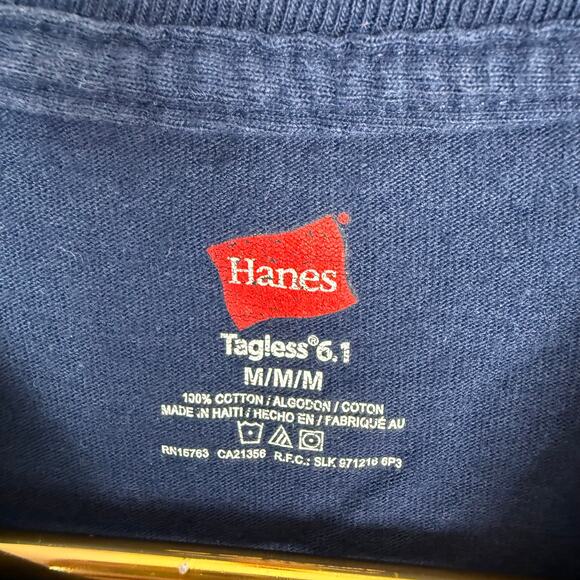 Hanes
Tagless® 6.1
M/M/M
100% COTTON / ALGODON / COTON
MADE IN HAITI / HECHO EN / FABRIQUÉ AU
RN15763 CA21356 R.F.C.: SLK 971216 6P3